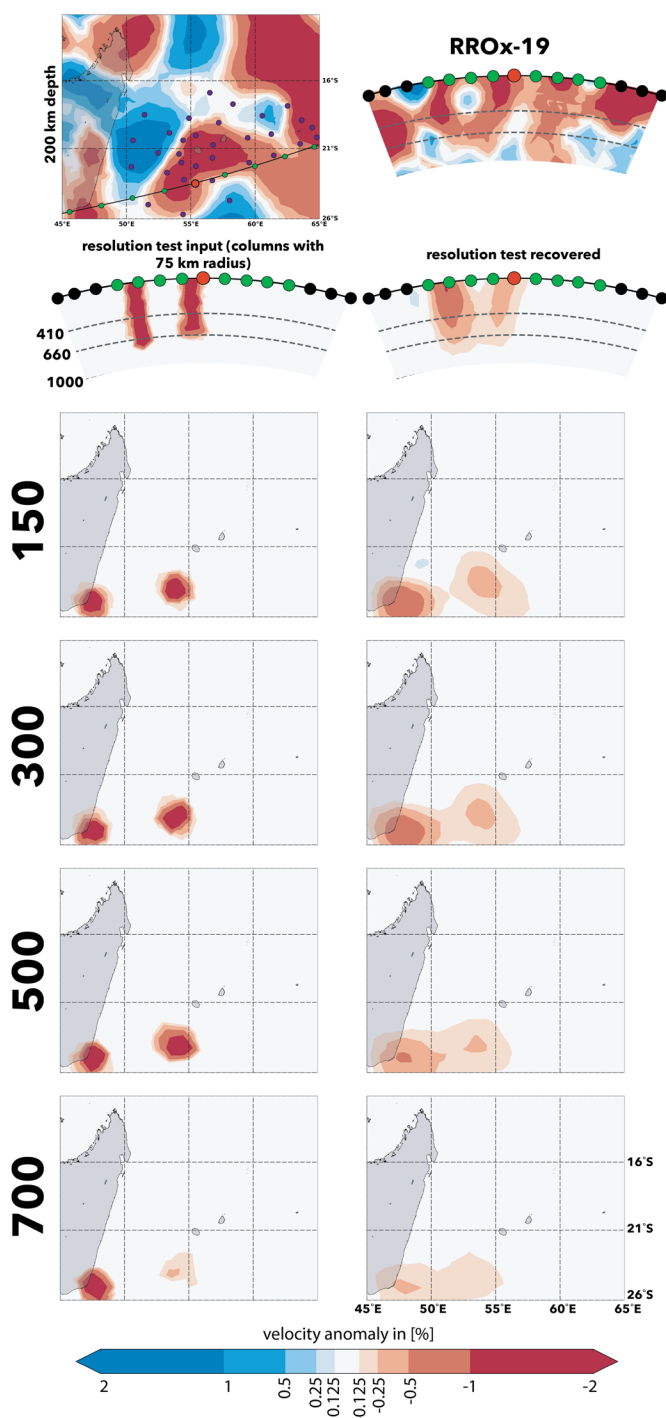 RROx-19
200 km depth
16°S
21°S
26°S
45°E 50°E 55°E 60°E 65°E
resolution test input (columns with
75 km radius)
resolution test recovered
410
660
1000
150
300
500
700
16°S
21°S
26°S
45°E 50°E 55°E 60°E 65°E
velocity anomaly in [%]
2 1 0.5 0.25 0.125 0.125 -0.25 -0.5 -1 -2